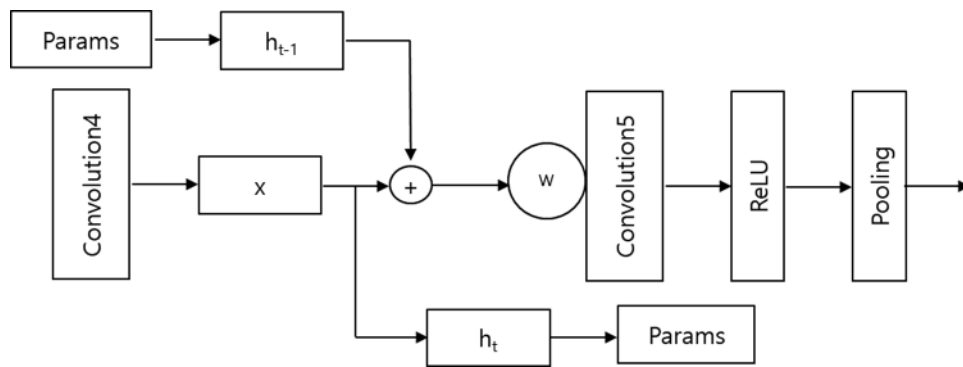 Params
h_{t-1}
Convolution4
x
+
w
Convolution5
ReLU
Pooling
h_t
Params